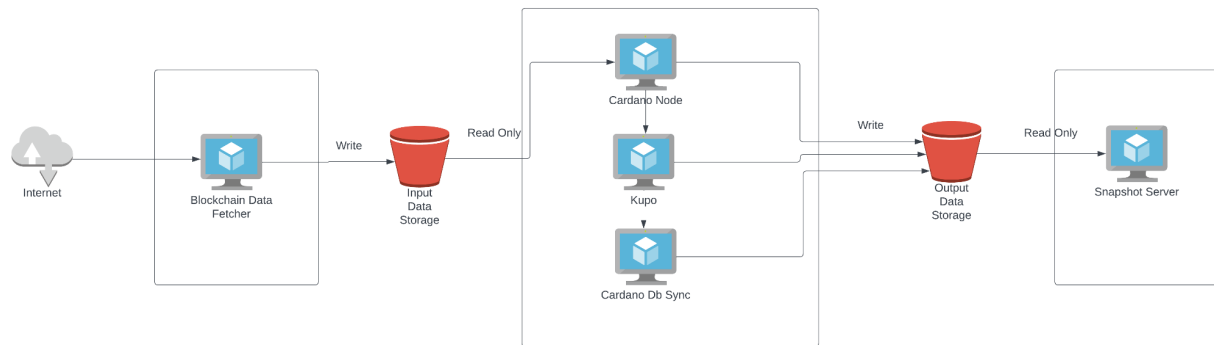 Internet
Blockchain Data
Fetcher
Write
Input
Data
Storage
Read Only
Cardano Node
Kupo
Cardano Db Sync
Write
Output
Data
Storage
Read Only
Snapshot Server